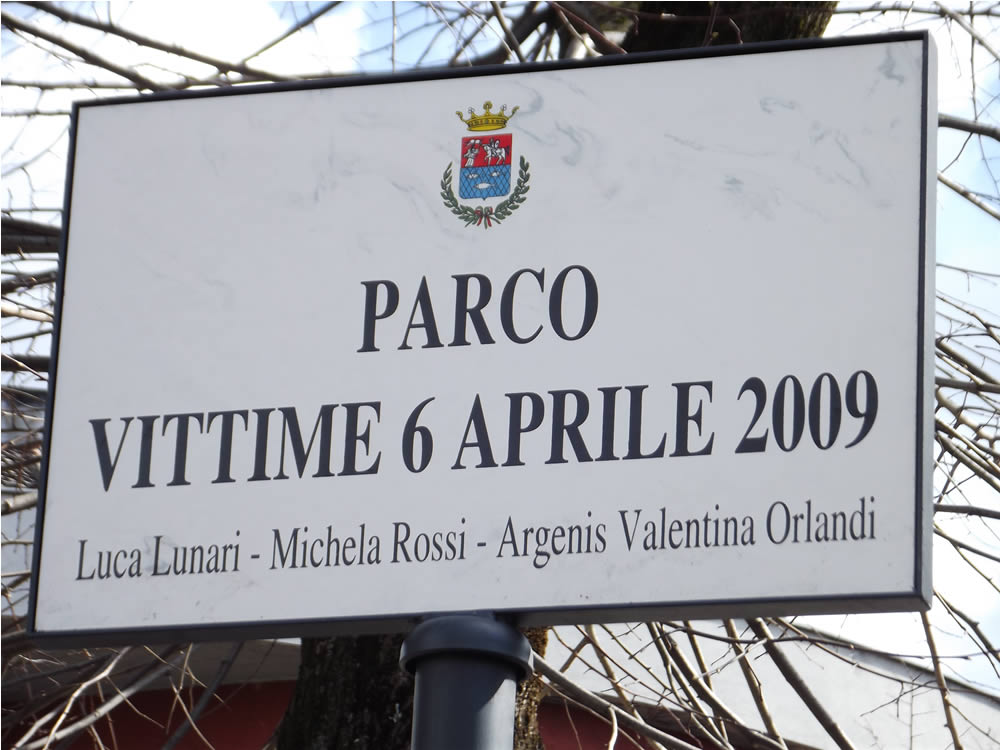 PARCO
VITTIME 6 APRILE 2009
Luca Lunari - Michela Rossi - Argenis Valentina Orlandi